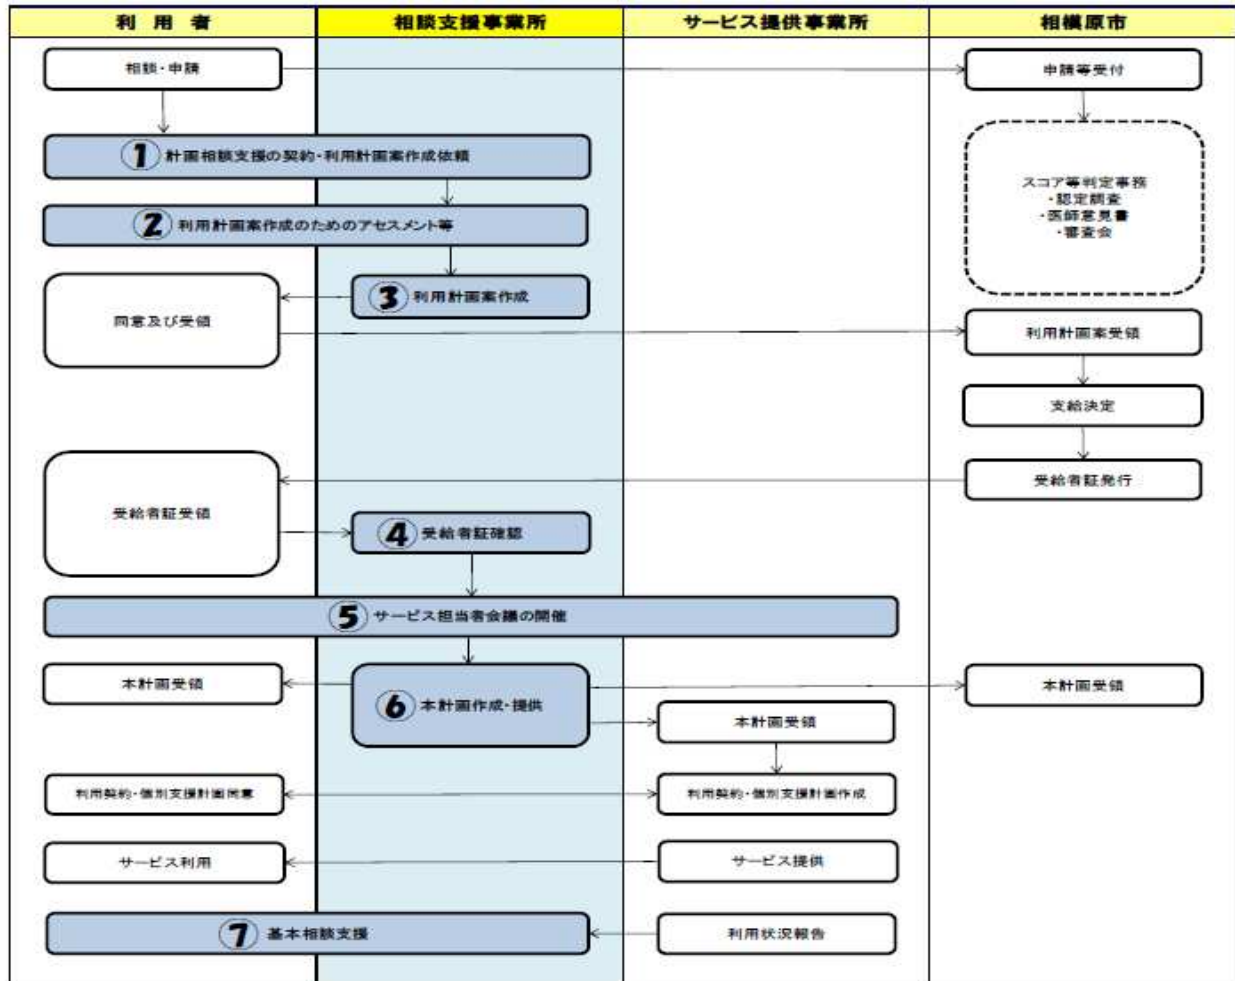 利用者
相談支援事業所
サービス提供事業所
相模原市
相談・申請
申請等受付
① 計画相談支援の契約・利用計画案作成依頼
スコア等判定事務
・認定調査
・医師意見書
・審査会
② 利用計画案作成のためのアセスメント等
③ 利用計画案作成
同意及び受領
利用計画案受領
支給決定
受給者証発行
受給者証受領
④ 受給者証確認
⑤ サービス担当者会議の開催
本計画受領
⑥ 本計画作成・提供
本計画受領
本計画受領
利用契約・個別支援計画同意
利用契約・個別支援計画作成
サービス利用
サービス提供
⑦ 基本相談支援
利用状況報告